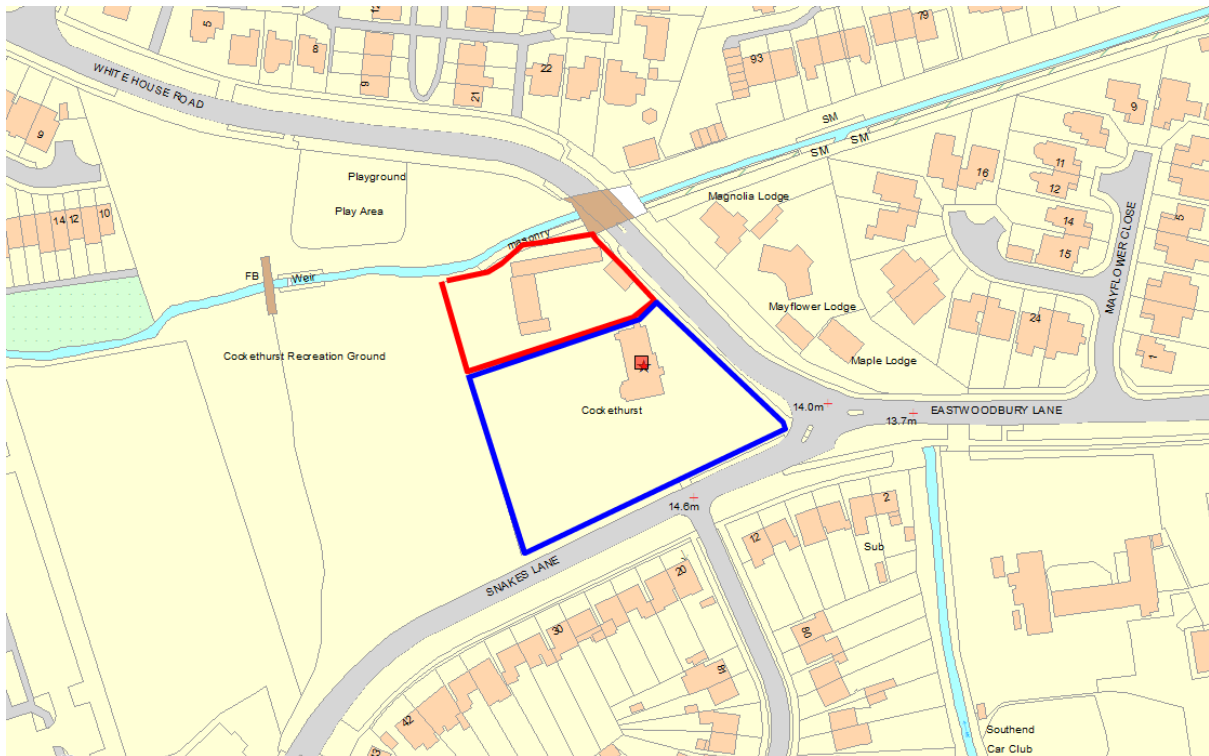 5
79
93
8
22
9
21
WHITE HOUSE ROAD
9
SM
SM
SM
9
11
12
16
14
15
5
Playground
Play Area
Magnolia Lodge
14 12
10
masonry
FB
Weir
MAYFLOWER CLOSE
Mayflower Lodge
24
1
Cockethurst Recreation Ground
Maple Lodge
Cockethurst
14.0m
EASTWOODBURY LANE
13.7m
14.6m
2
12
Sub
SNAKES LANE
20
30
80
81
42
Southend
Car Club